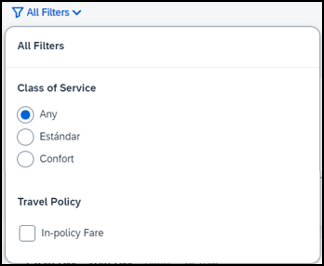 All Filters
All Filters
Class of Service
Any
Estándar
Confort
Travel Policy
In-policy Fare